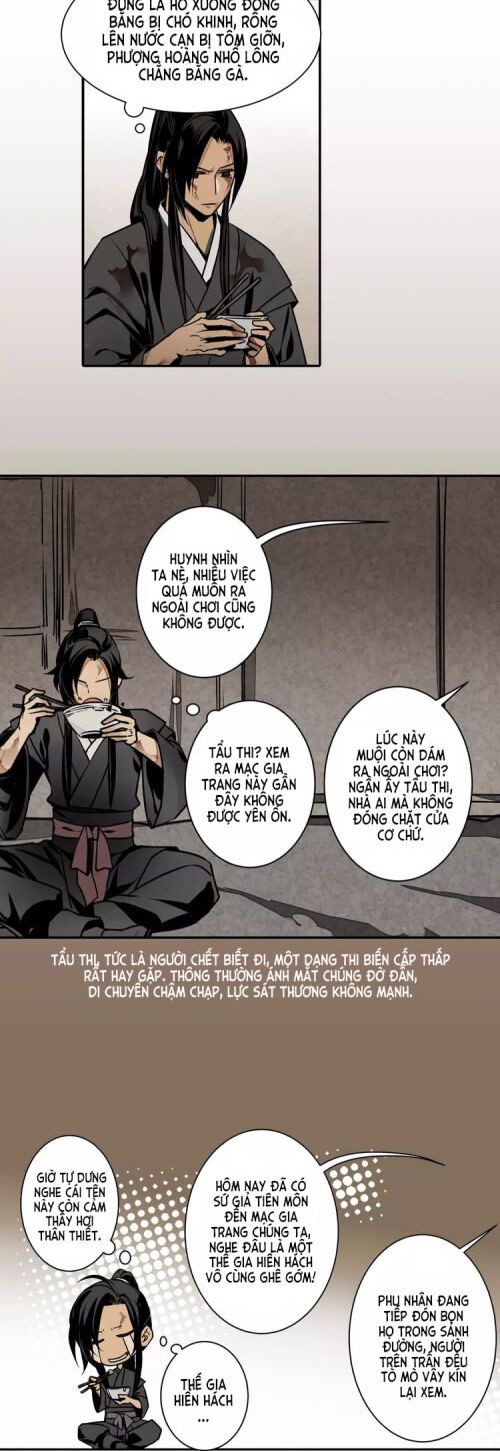 ĐÚNG LÀ HỔ XUỐNG ĐỒNG
BẰNG BỊ CHÓ KHINH, RỒNG
LÊN NƯỚC CẠN BỊ TÔM GIỠN,
PHƯỢNG HOÀNG NHỔ LÔNG
CHẲNG BẰNG GÀ.
HUYNH NHÌN
TA NÈ, NHIỀU VIỆC
QUÁ MUỐN RA
NGOÀI CHƠI CŨNG
KHÔNG ĐƯỢC.
TẨU THI? XEM
RA MẠC GIA
TRANG NÀY GẦN
ĐÂY KHÔNG
ĐƯỢC YÊN ỔN.
LÚC NÀY
MUỘI CÒN DÁM
RA NGOÀI CHƠI?
NGẦN ẤY TẨU THI,
NHÀ AI MÀ KHÔNG
ĐÓNG CHẶT CỬA
CƠ CHỨ.
TẨU THI, TỨC LÀ NGƯỜI CHẾT BIẾT ĐI, MỘT DẠNG THI BIẾN CẤP THẤP
RẤT HAY GẶP. THÔNG THƯỜNG ÁNH MẮT CHÚNG ĐỜ ĐẪN,
DI CHUYỂN CHẬM CHẠP, LỰC SÁT THƯƠNG KHÔNG MẠNH.
HÔM NAY ĐÃ CÓ
SỨ GIẢ TIÊN MÔN
ĐẾN MẠC GIA
TRANG CHÚNG TA,
NGHE ĐÂU LÀ MỘT
THẾ GIA HIỂN HÁCH
VÔ CÙNG GHÊ GỚM!
GIỜ TỰ DƯNG
NGHE CÁI TÊN
NÀY CÒN CẢM
THẤY HƠI
THÂN THIẾT.
PHU NHÂN ĐANG
TIẾP ĐÓN BỌN
HỌ TRONG SẢNH
ĐƯỜNG, NGƯỜI
TRÊN TRẤN ĐỀU
TÒ MÒ VÂY KÍN
LẠI XEM.
THẾ GIA
HIỂN HÁCH
...